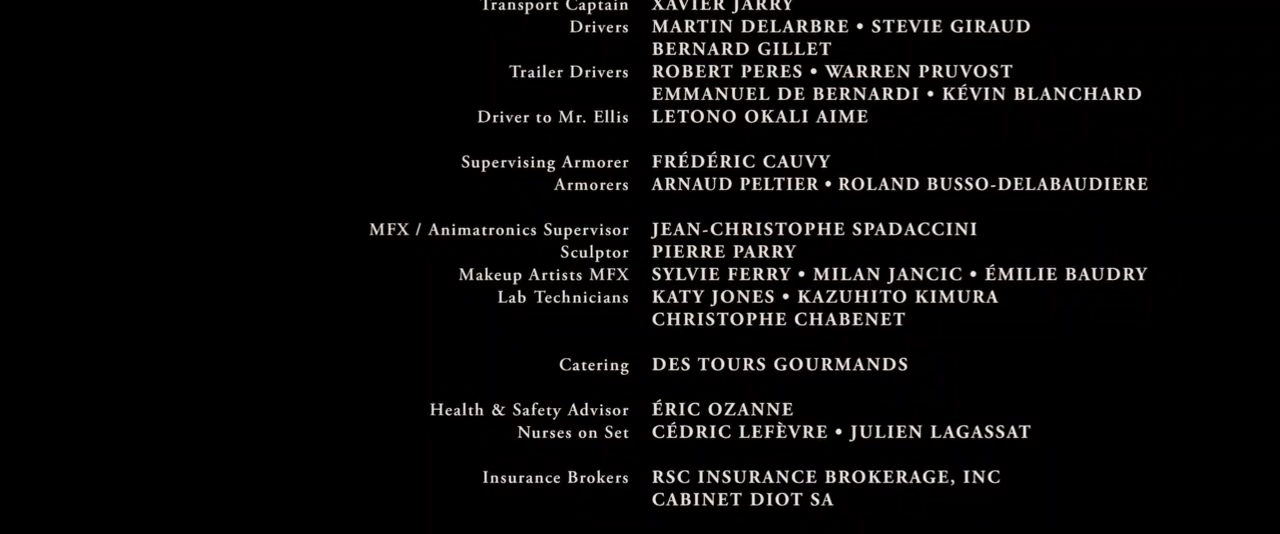 Transport Captain XAVIER JARRY
Drivers MARTIN DELARBRE • STEVIE GIRAUD
BERNARD GILLET
Trailer Drivers ROBERT PERES • WARREN PRUVOST
EMMANUEL DE BERNARDI • KÉVIN BLANCHARD
Driver to Mr. Ellis LETONO OKALI AIME
Supervising Armorer FRÉDÉRIC CAUVY
Armorers ARNAUD PELTIER • ROLAND BUSSO-DELABAUDIERE
MFX / Animatronics Supervisor JEAN-CHRISTOPHE SPADACCINI
Sculptor PIERRE PARRY
Makeup Artists MFX SYLVIE FERRY • MILAN JANCIC • ÉMILIE BAUDRY
Lab Technicians KATY JONES • KAZUHITO KIMURA
CHRISTOPHE CHABENET
Catering DES TOURS GOURMANDS
Health & Safety Advisor ÉRIC OZANNE
Nurses on Set CÉDRIC LEFÈVRE • JULIEN LAGASSAT
Insurance Brokers RSC INSURANCE BROKERAGE, INC
CABINET DIOT SA